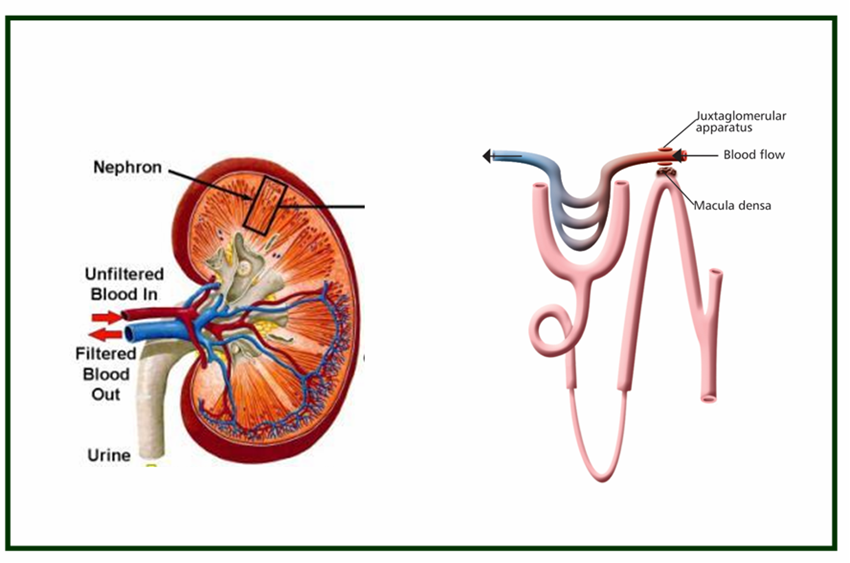 Nephron
Unfiltered
Blood In
Filtered
Blood
Out
Urine
Juxtaglomerular
apparatus
Blood flow
Macula densa